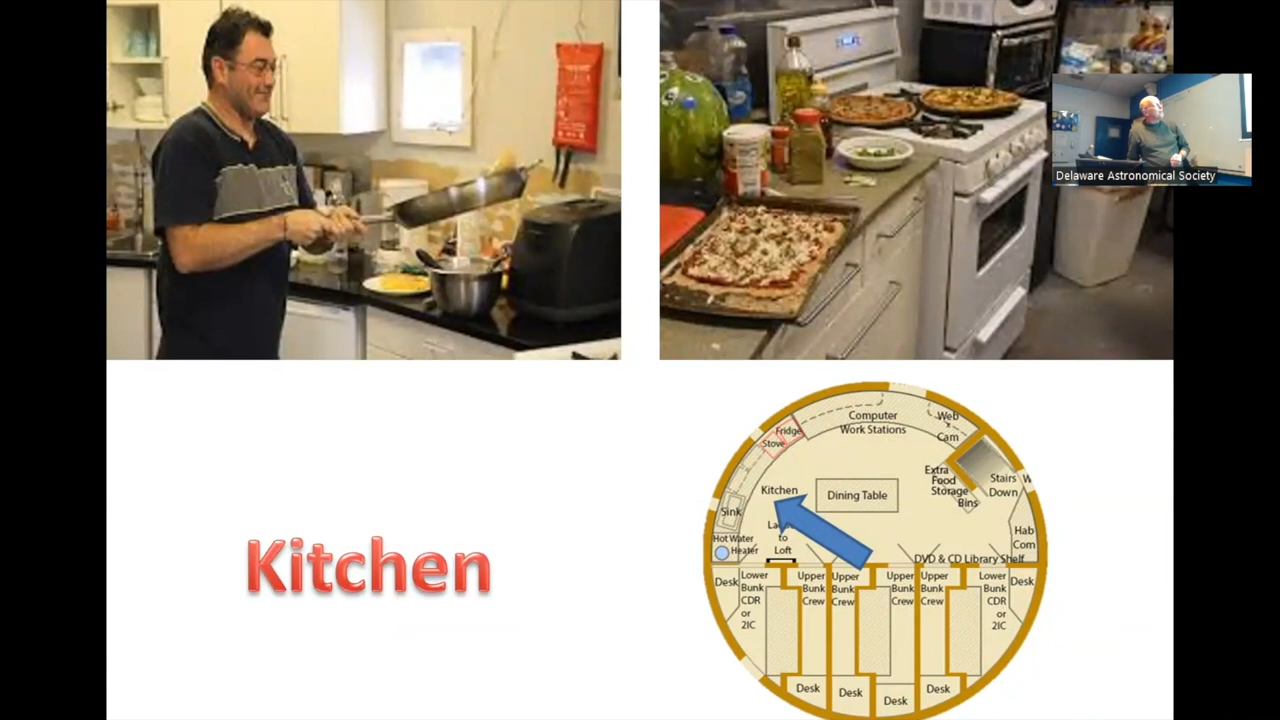 Delaware Astronomical Society
Kitchen
Computer
Work Stations
Web
Cam
Fridge
Stove
Extra
Food
Storage
Bins
Stairs
Down
W
Kitchen
Dining Table
Sink
to
Loft
Hot Water
Heater
Hab
Com
DVD & CD Library Shelf
Desk
Lower
Bunk
CDR
or
2IC
Upper
Bunk
Crew
Upper
Bunk
Crew
Upper
Bunk
Crew
Upper
Bunk
Crew
Lower
Bunk
CDR
or
2IC
Desk
Desk
Desk
Desk
Desk